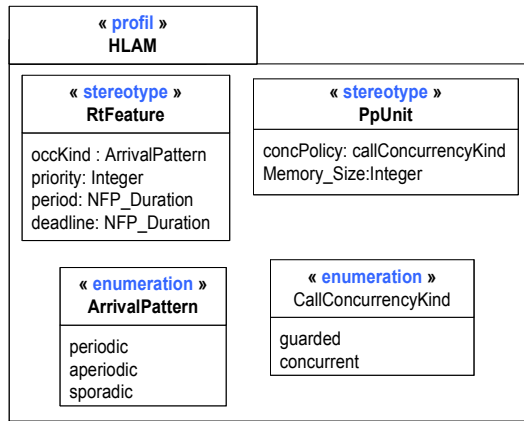 « profil »
HLAM
« stereotype »
RtFeature
occKind : ArrivalPattern
priority: Integer
period: NFP_Duration
deadline: NFP_Duration
« stereotype »
PpUnit
concPolicy: callConcurrencyKind
Memory_Size:Integer
« enumeration »
ArrivalPattern
periodic
aperiodic
sporadic
« enumeration »
CallConcurrencyKind
guarded
concurrent